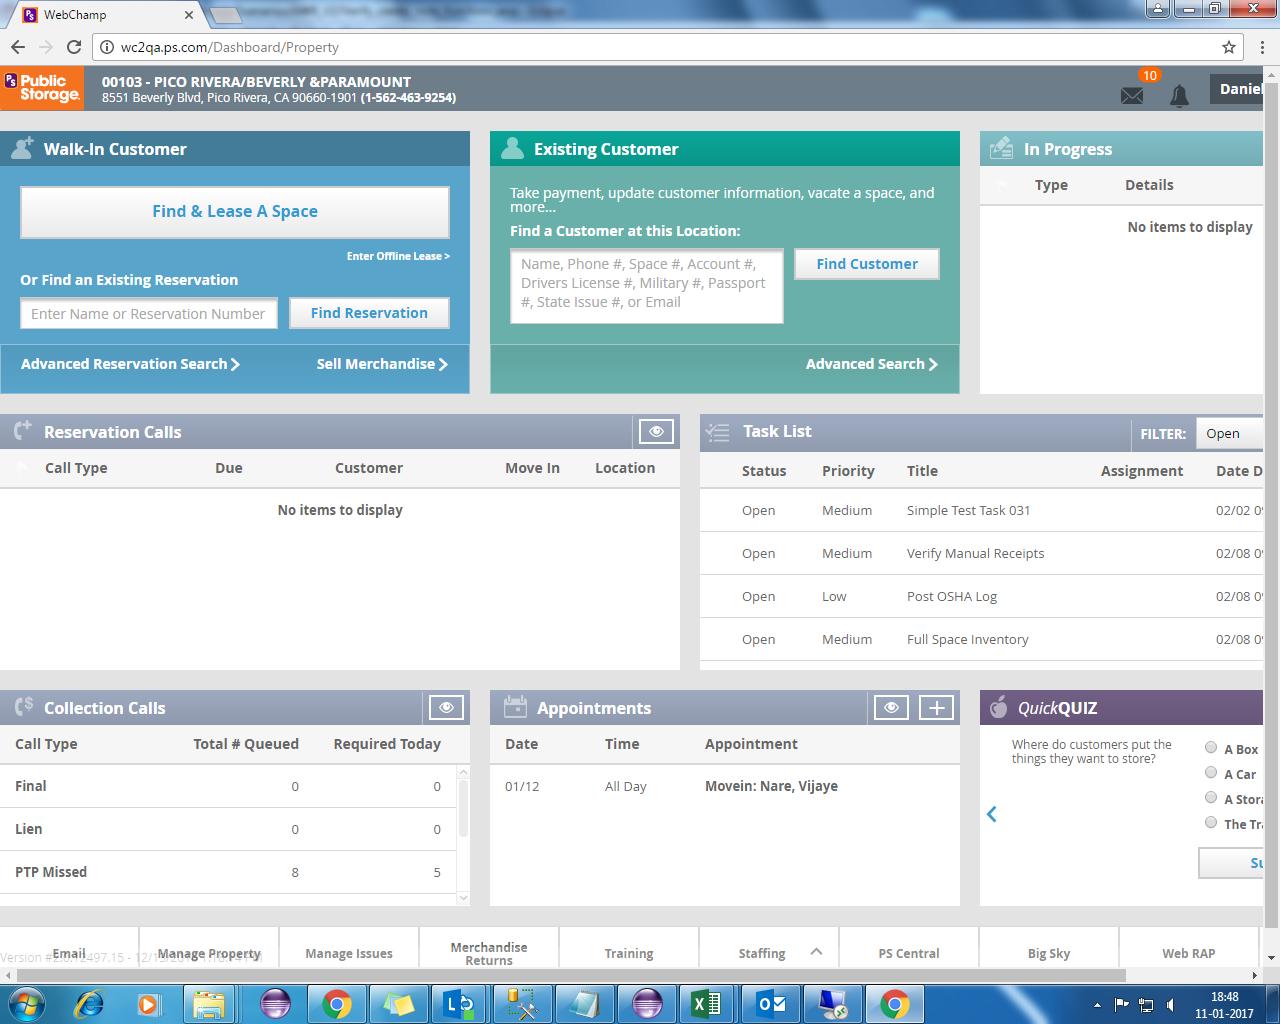 WebChamp
wc2qa.ps.com/Dashboard/Property
PS Public Storage.
00103 - PICO RIVERA/BEVERLY &PARAMOUNT
8551 Beverly Blvd, Pico Rivera, CA 90660-1901 (1-562-463-9254)
10
Daniel
Walk-In Customer
Find & Lease A Space
Enter Offline Lease >
Or Find an Existing Reservation
Enter Name or Reservation Number
Find Reservation
Advanced Reservation Search
Sell Merchandise
Existing Customer
Take payment, update customer information, vacate a space, and
more...
Find a Customer at this Location:
Name, Phone #, Space #, Account #,
Drivers License #, Military #, Passport
#, State Issue #, or Email
Find Customer
Advanced Search
In Progress
Type Details
No items to display
Reservation Calls
Call Type Due Customer Move In Location
No items to display
Task List
FILTER: Open
Status Priority Title Assignment Date D
Open Medium Simple Test Task 031 02/02
Open Medium Verify Manual Receipts 02/08
Open Low Post OSHA Log 02/08
Open Medium Full Space Inventory 02/08
Collection Calls
Call Type Total # Queued Required Today
Final 0 0
Lien 0 0
PTP Missed 8 5
Appointments
Date Time Appointment
01/12 All Day Movein: Nare, Vijaye
QuickQUIZ
Where do customers put the
things they want to store?
A Box
A Car
A Stor
The Tr
Email
Manage Property
Manage Issues
Merchandise
Returns
Training
Staffing
PS Central
Big Sky
Web RAP
18:48
11-01-2017